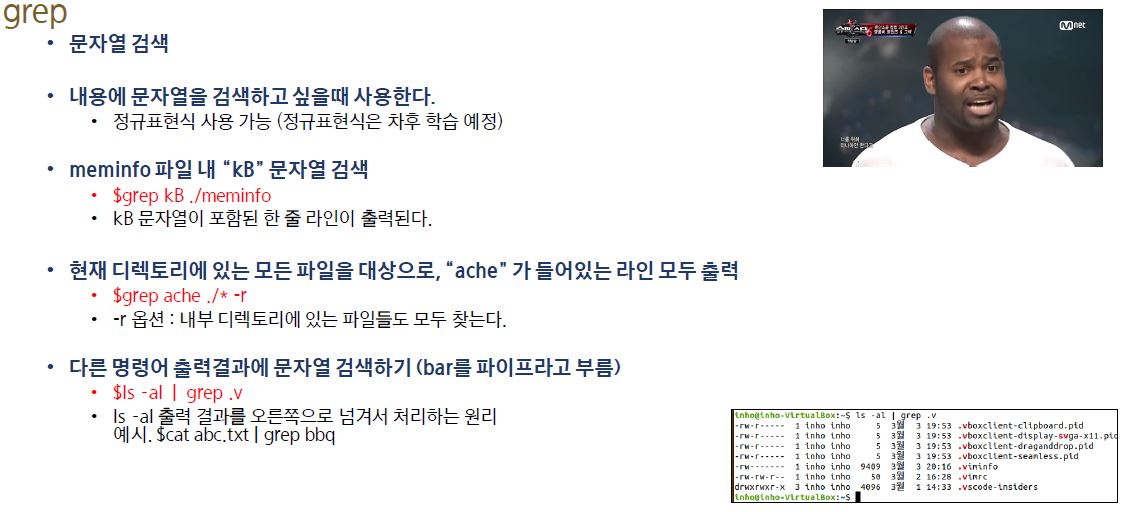 grep
• 문자열 검색
• 내용에 문자열을 검색하고 싶을때 사용한다.
• 정규표현식 사용 가능 (정규표현식은 차후 학습 예정)
• meminfo 파일 내 “kB” 문자열 검색
• $grep kB ./meminfo
• kB 문자열이 포함된 한 줄 라인이 출력된다.
• 현재 디렉토리에 있는 모든 파일을 대상으로, “ache” 가 들어있는 라인 모두 출력
• $grep ache ./* -r
• -r 옵션 : 내부 디렉토리에 있는 파일들도 모두 찾는다.
• 다른 명령어 출력결과에 문자열 검색하기 (bar를 파이프라고 부름)
• $ls -al | grep .v
• ls -al 출력 결과를 오른쪽으로 넘겨서 처리하는 원리
예시. $cat abc.txt | grep bbq
net
너를 위해
inho@inho-VirtualBox:~$ ls -al | grep .v
-rw-r----- 1 inho inho 5 3월 3 19:53 .vboxclient-clipboard.pid
-rw-r----- 1 inho inho 5 3월 3 19:53 .vboxclient-display-svga-x11.pid
-rw-r----- 1 inho inho 5 3월 3 19:53 .vboxclient-draganddrop.pid
-rw-r----- 1 inho inho 5 3월 3 19:53 .vboxclient-seamless.pid
-rw------- 1 inho inho 9409 3월 3 20:16 .viminfo
-rw-rw-r-- 1 inho inho 50 3월 2 16:28 .vimrc
drwxrwxr-x 3 inho inho 4096 3월 1 14:33 .vscode-insiders
inho@inho-VirtualBox:~$